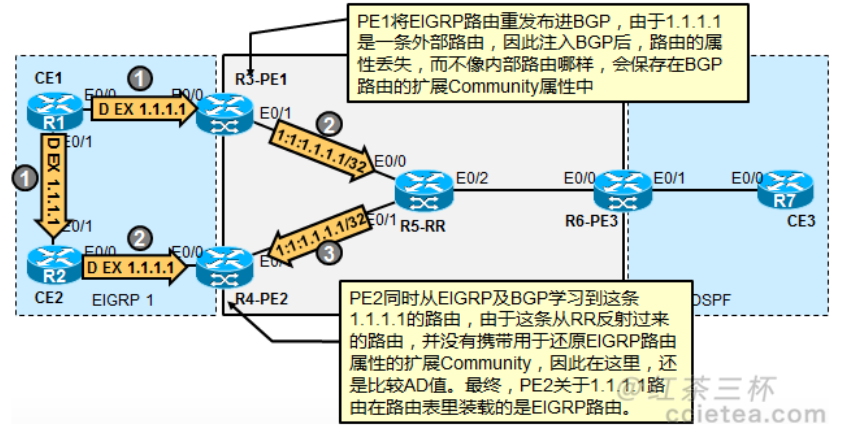 PE1将EIGRP路由重发布进BGP，由于1.1.1.1
是一条外部路由，因此注入BGP后，路由的属
性丢失，而不像内部路由哪样，会保存在BGP
路由的扩展Community属性中
CE1
R1
E0/0
E0/1
1
D EX 1.1.1.1
E0/0
R3-PE1
E0/1
2
1:1:1.1.1.1/32
E0/0
1
D EX 1.1.1.1
E0/1
R5-RR
E0/2
E0/1
E0/0
R6-PE3
E0/1
E0/0
R7
CE3
R2
CE2
E0/0
2
D EX 1.1.1.1
E0/0
R4-PE2
1:1:1.1.1.1/32
3
EIGRP 1
OSPF
PE2同时从EIGRP及BGP学习到这条
1.1.1.1的路由，由于这条从RR反射过来
的路由，并没有携带用于还原EIGRP路由
属性的扩展Community，因此在这里，还
是比较AD值。最终，PE2关于1.1.1.1路
由在路由表里装载的是EIGRP路由。
@红茶三杯
ccietea.com